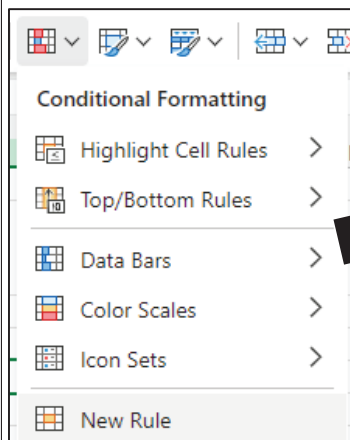 Conditional Formatting
Highlight Cell Rules
Top/Bottom Rules
Data Bars
Color Scales
Icon Sets
New Rule